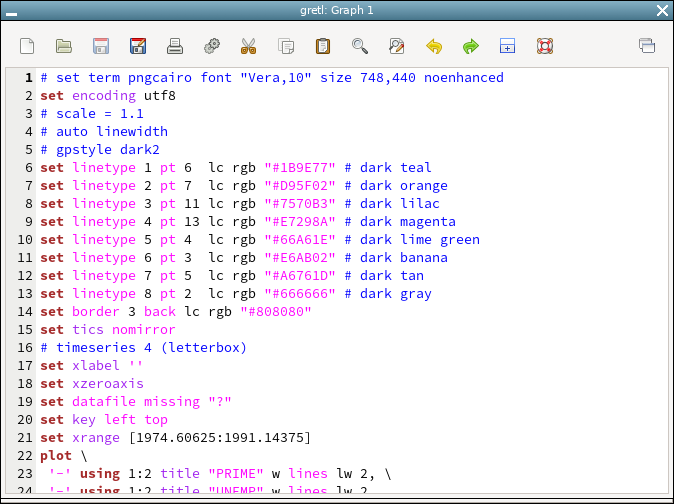 gretl: Graph 1
1 # set term pngcairo font "Vera,10" size 748,440 noenhanced
2 set encoding utf8
3 # scale = 1.1
4 # auto linewidth
5 # gpstyle dark2
6 set linetype 1 pt 6  lc rgb "#1B9E77" # dark teal
7 set linetype 2 pt 7  lc rgb "#D95F02" # dark orange
8 set linetype 3 pt 11 lc rgb "#7570B3" # dark lilac
9 set linetype 4 pt 13 lc rgb "#E7298A" # dark magenta
10 set linetype 5 pt 4  lc rgb "#66A61E" # dark lime green
11 set linetype 6 pt 3  lc rgb "#E6AB02" # dark banana
12 set linetype 7 pt 5  lc rgb "#A6761D" # dark tan
13 set linetype 8 pt 2  lc rgb "#666666" # dark gray
14 set border 3 back lc rgb "#808080"
15 set tics nomirror
16 # timeseries 4 (letterbox)
17 set xlabel ''
18 set xzeroaxis
19 set datafile missing "?"
20 set key left top
21 set xrange [1974.60625:1991.14375]
22 plot \
23  '-' using 1:2 title "PRIME" w lines lw 2, \
24  '-' using 1:2 title "UNEMP" w lines lw 2